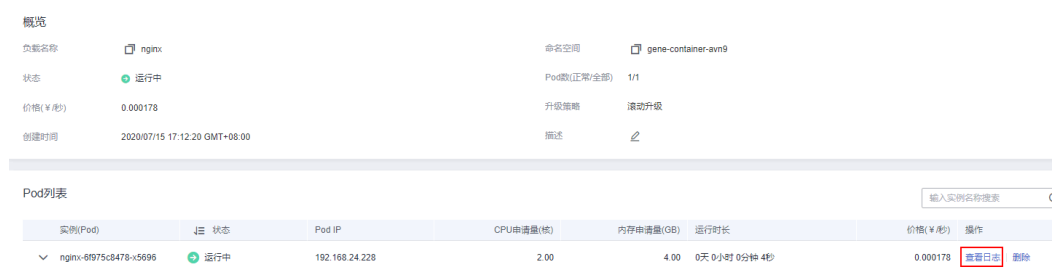 概览
负载名称 nginx 命名空间 gene-container-avn9
状态 运行中 Pod数(正常/全部) 1/1
价格(¥/秒) 0.000178 升级策略 滚动升级
创建时间 2020/07/15 17:12:20 GMT+08:00 描述
Pod列表
输入实例名称搜索
实例(Pod) 状态 Pod IP CPU申请量(核) 内存申请量(GB) 运行时长 价格(¥/秒) 操作
nginx-6f975c8478-x5696 运行中 192.168.24.228 2.00 4.00 0天 0小时 0分钟 4秒 0.000178 查看日志 删除